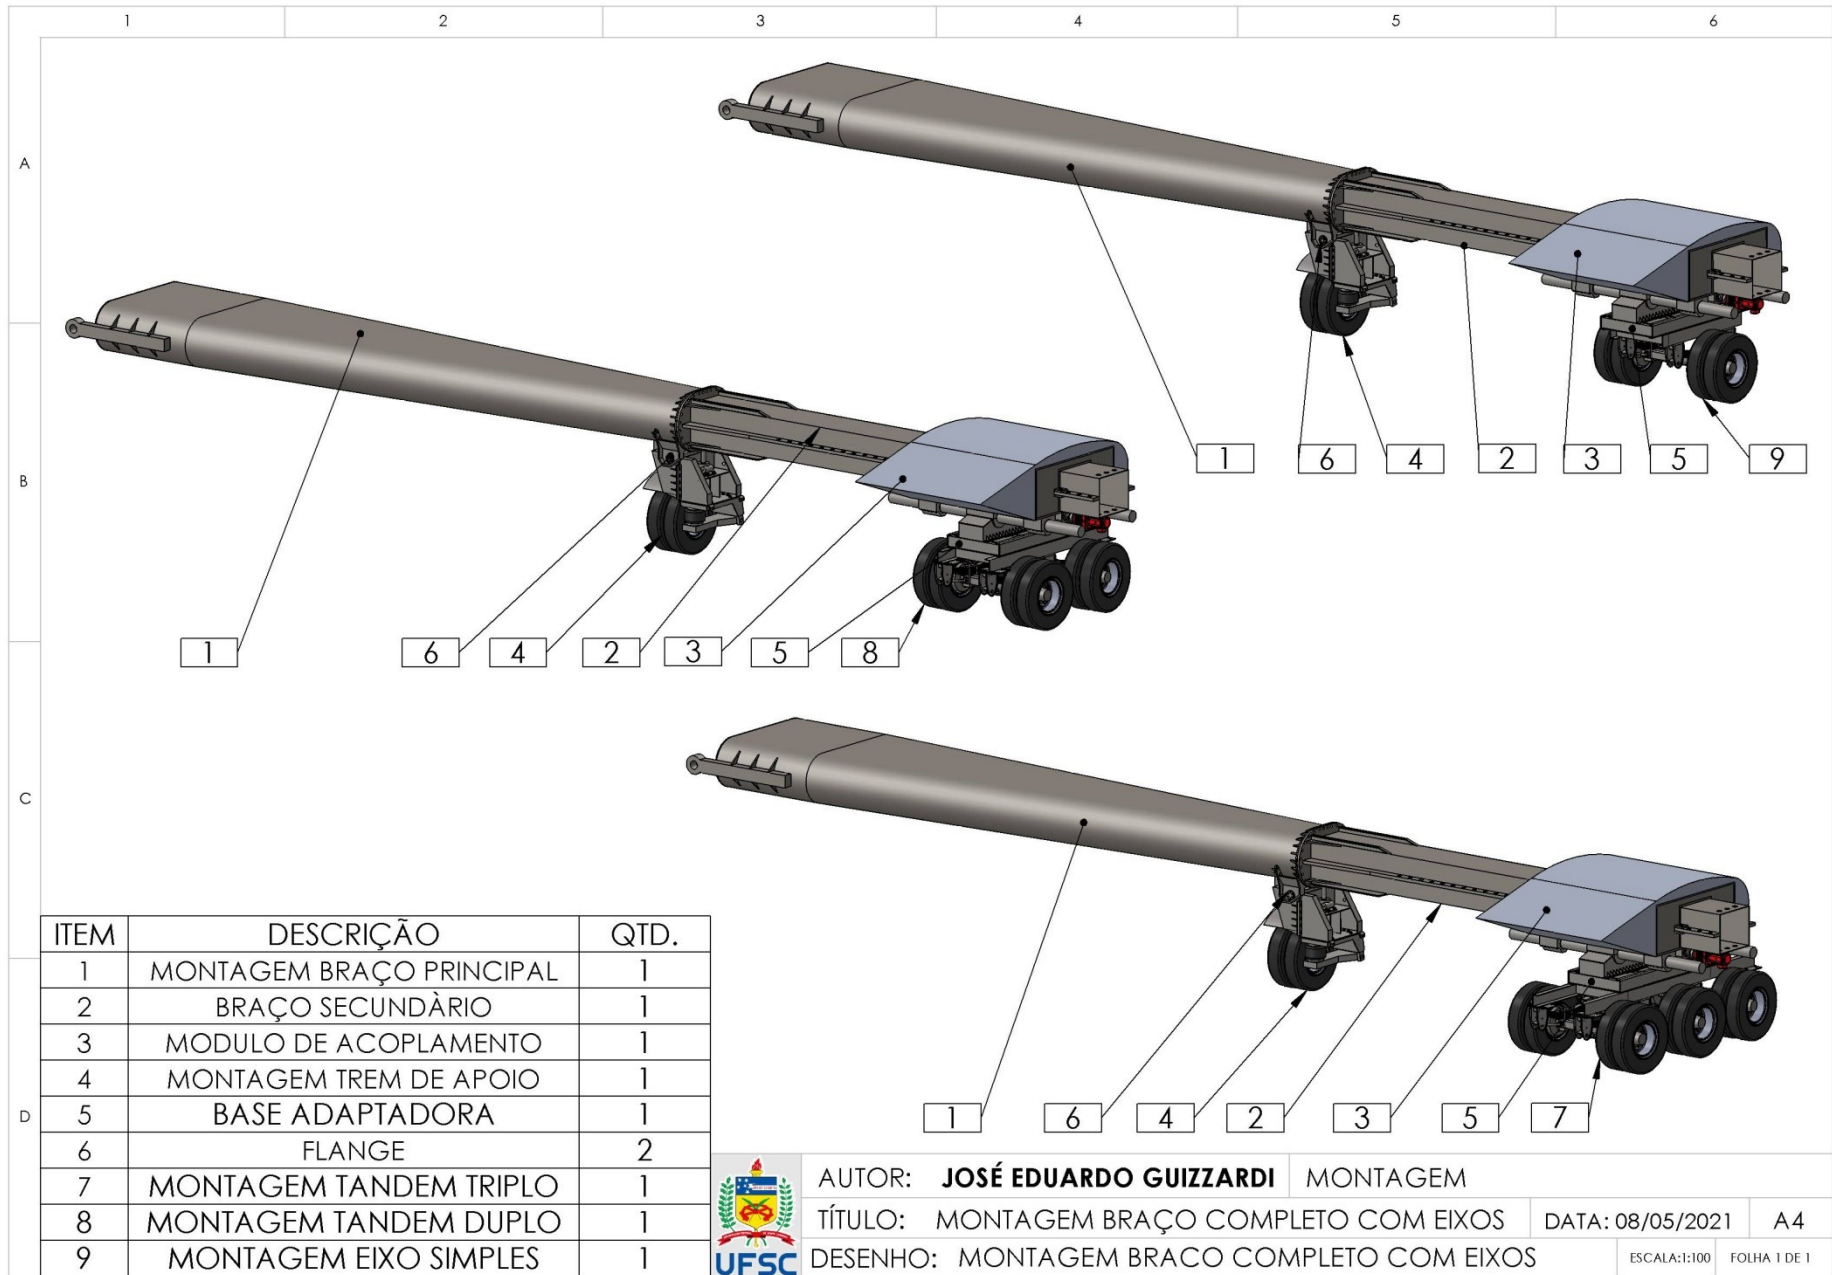 1 2 3 4 5 6
A
B
C
D
1 6 4 2 3 5 9
1 6 4 2 3 5 8
1 6 4 2 3 5 7
ITEM DESCRIÇÃO QTD.
1 MONTAGEM BRAÇO PRINCIPAL 1
2 BRAÇO SECUNDÀRIO 1
3 MODULO DE ACOPLAMENTO 1
4 MONTAGEM TREM DE APOIO 1
5 BASE ADAPTADORA 1
6 FLANGE 2
7 MONTAGEM TANDEM TRIPLO 1
8 MONTAGEM TANDEM DUPLO 1
9 MONTAGEM EIXO SIMPLES 1
UFSC
AUTOR: JOSÉ EDUARDO GUIZZARDI MONTAGEM
TÍTULO: MONTAGEM BRAÇO COMPLETO COM EIXOS DATA: 08/05/2021 A4
DESENHO: MONTAGEM BRACO COMPLETO COM EIXOS ESCALA:1:100 FOLHA 1 DE 1